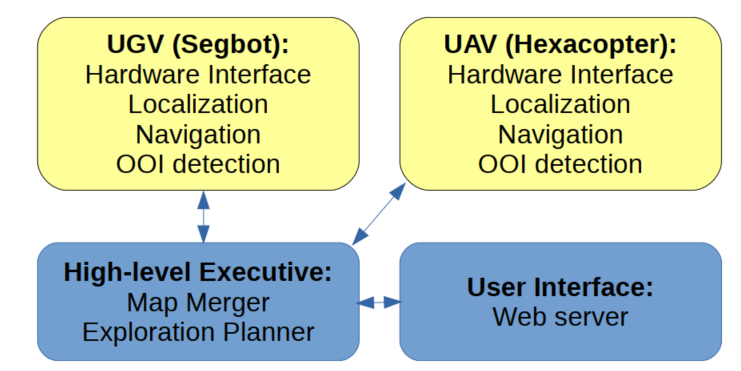 UGV (Segbot):
Hardware Interface
Localization
Navigation
OOI detection
UAV (Hexacopter):
Hardware Interface
Localization
Navigation
OOI detection
High-level Executive:
Map Merger
Exploration Planner
User Interface:
Web server